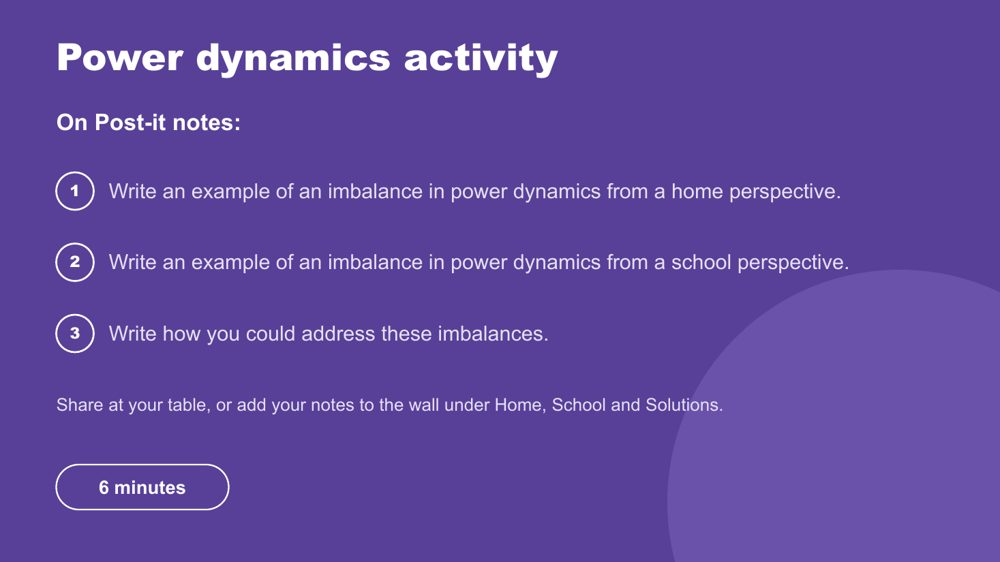 Power dynamics activity
On Post-it notes:
1 Write an example of an imbalance in power dynamics from a home perspective.
2 Write an example of an imbalance in power dynamics from a school perspective.
3 Write how you could address these imbalances.
Share at your table, or add your notes to the wall under Home, School and Solutions.
6 minutes